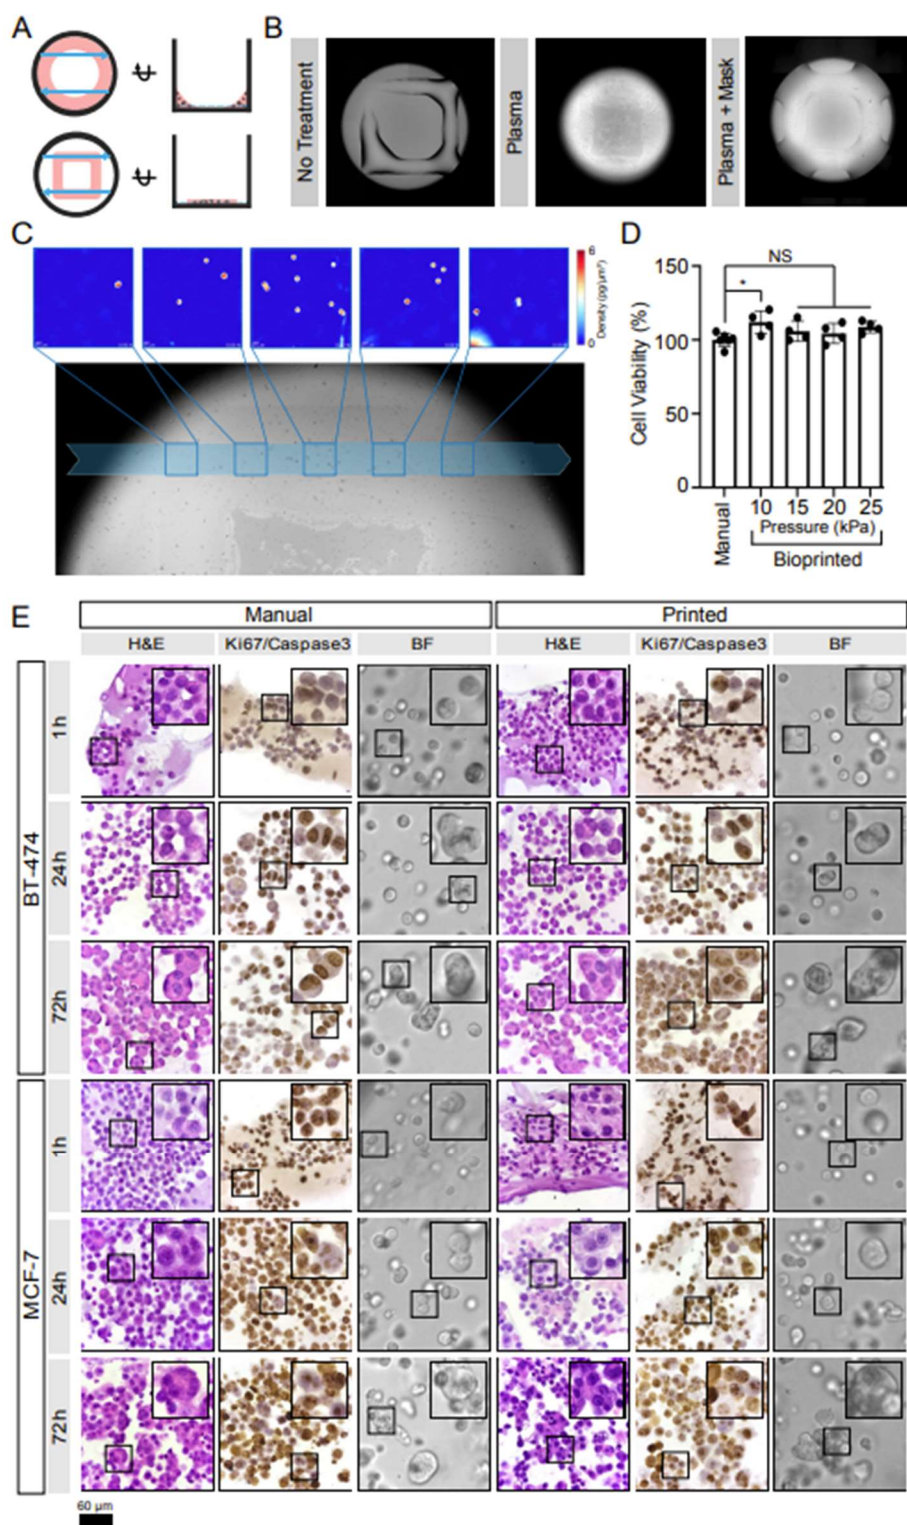 A
B
No Treatment
Plasma
Plasma + Mask
C
6
Density (pg/µm²)
0
D
150
100
50
0
Cell Viability (%)
NS
*
Manual
10
15
20
25
Pressure (kPa)
Bioprinted
E
Manual
Printed
H&E
Ki67/Caspase3
BF
H&E
Ki67/Caspase3
BF
BT-474
1h
24h
72h
MCF-7
1h
24h
72h
60 µm